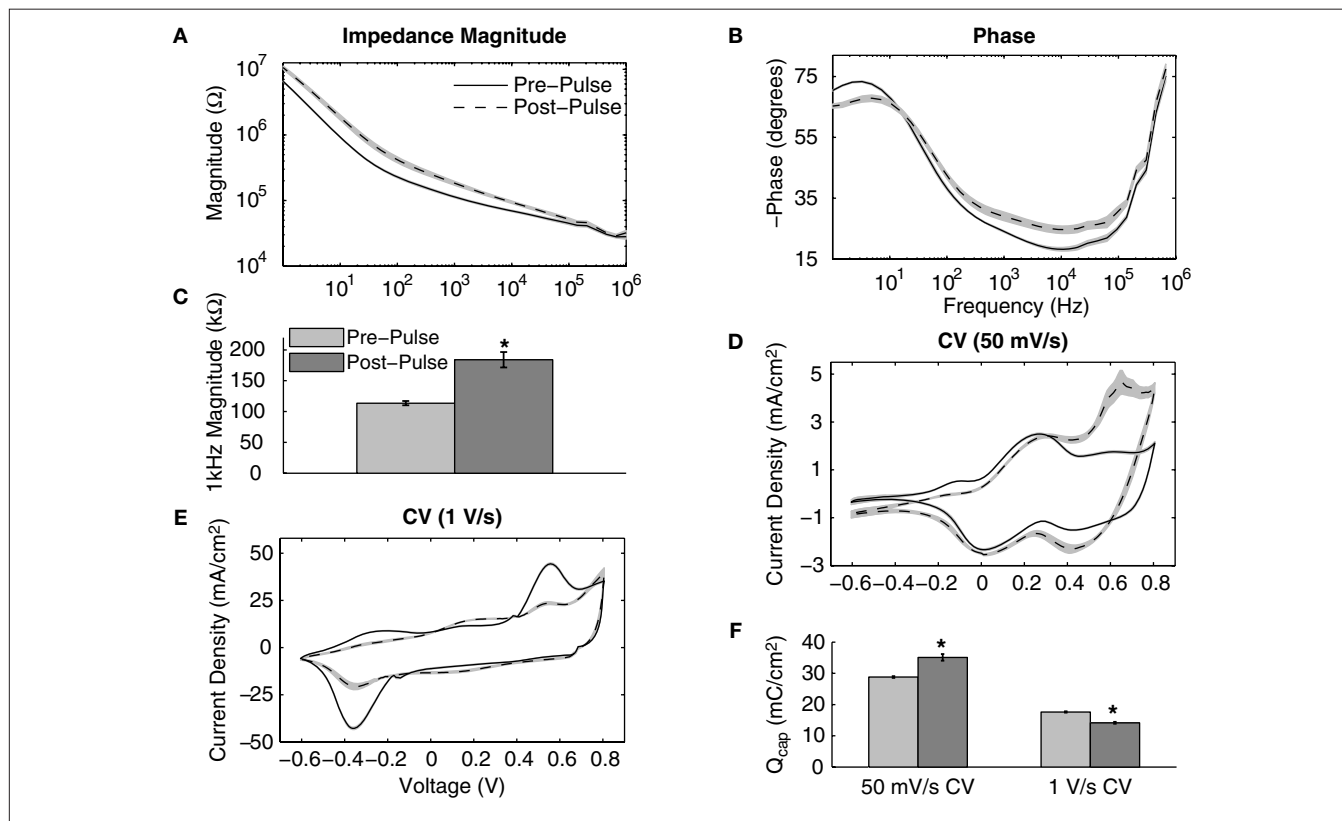 A
Impedance Magnitude
Magnitude (Ω)
10^7
10^6
10^5
10^4
Pre−Pulse
Post−Pulse
10^1 10^2 10^3 10^4 10^5 10^6
B
Phase
−Phase (degrees)
75
55
35
15
10^1 10^2 10^3 10^4 10^5 10^6
Frequency (Hz)
C
1kHz Magnitude (kΩ)
200
150
100
50
0
Pre−Pulse
Post−Pulse
*
D
CV (50 mV/s)
Current Density (mA/cm²)
5
3
1
−1
−3
−0.6 −0.4 −0.2 0 0.2 0.4 0.6 0.8
E
CV (1 V/s)
Current Density (mA/cm²)
50
25
0
−25
−50
−0.6 −0.4 −0.2 0 0.2 0.4 0.6 0.8
Voltage (V)
F
Q_cap (mC/cm²)
40
30
20
10
0
*
*
50 mV/s CV 1 V/s CV